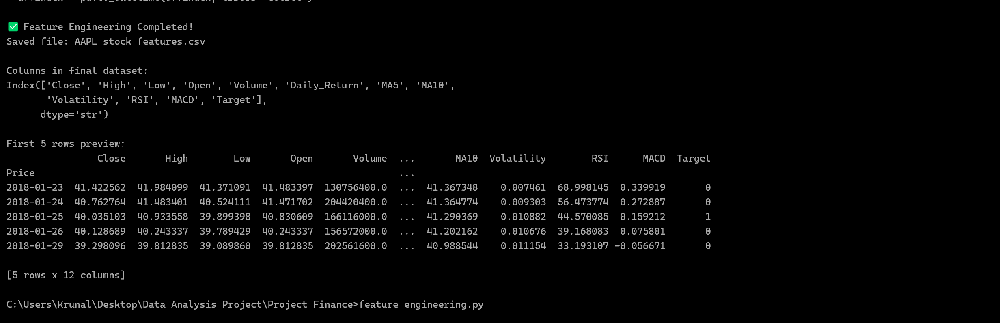 ✅ Feature Engineering Completed!
Saved file: AAPL_stock_features.csv
Columns in final dataset:
Index(['Close', 'High', 'Low', 'Open', 'Volume', 'Daily_Return', 'MA5', 'MA10',
       'Volatility', 'RSI', 'MACD', 'Target'],
      dtype='str')
First 5 rows preview:
                Close       High        Low       Open       Volume  ...       MA10  Volatility        RSI      MACD  Target
Price                                                                ...
2018-01-23  41.422562  41.984099  41.371091  41.483397  130756400.0  ...  41.367348    0.007461  68.998145  0.339919       0
2018-01-24  40.762764  41.483401  40.524111  41.471702  204420400.0  ...  41.364774    0.009303  56.473774  0.272887       0
2018-01-25  40.035103  40.933558  39.899398  40.830609  166116000.0  ...  41.290369    0.010882  44.570085  0.159212       1
2018-01-26  40.128689  40.243337  39.789429  40.243337  156572000.0  ...  41.202162    0.010676  39.168083  0.075801       0
2018-01-29  39.298096  39.812835  39.089860  39.812835  202561600.0  ...  40.988544    0.011154  33.193107 -0.056671       0
[5 rows x 12 columns]
C:\Users\Krunal\Desktop\Data Analysis Project\Project Finance>feature_engineering.py